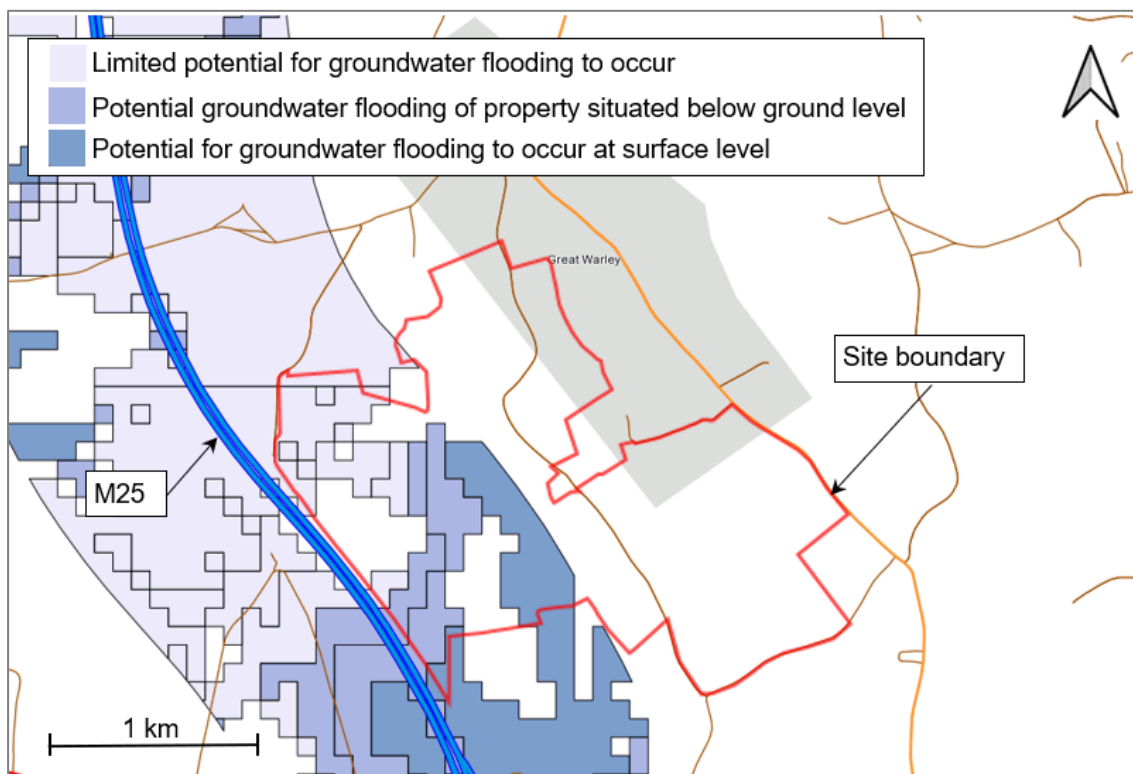 Limited potential for groundwater flooding to occur
Potential groundwater flooding of property situated below ground level
Potential for groundwater flooding to occur at surface level
Great Warley
Site boundary
M25
1 km